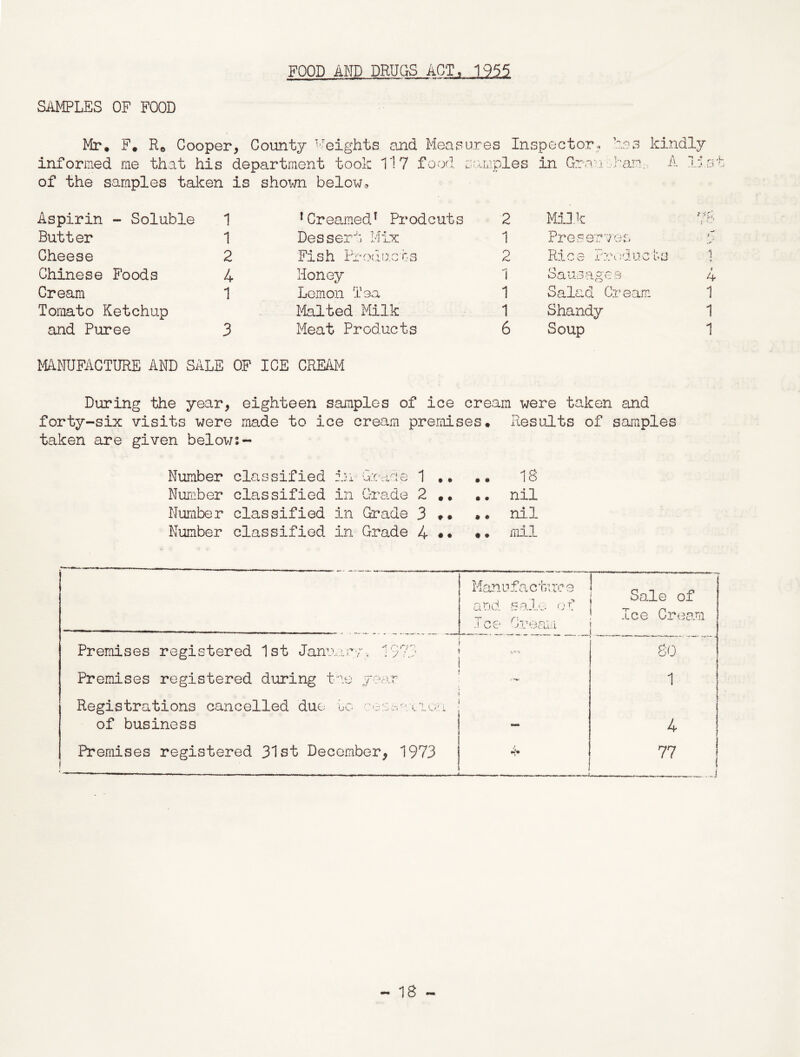 FOOD AND DRUGS ACT, 1955
SAMPLES OF FOOD
Mr. F. R. Cooper, County Weights and Measures Inspector, has kindly
informed me that his department took 117 food samples in Grantham. A list
of the samples taken is shown below.
Aspirin - Soluble 1 'Creamed' Prodcuts 2 Milk 78
Butter 1 Dessert Mix 1 Preserves
Cheese 2 Fish Products 2 Rice Products 1
Chinese Foods 4 Honey 1 Sausages 4
Cream 1 Lemon Tea 1 Salad Cream 1
Tomato Ketchup Malted Milk 1 Shandy 1
and Puree 3 Meat Products 6 Soup 1
MANUFACTURE AND SALE OF ICE CREAM
During the year, eighteen samples of ice cream were taken and
forty-six visits were made to ice cream premises. Results of samples
taken are given below:-
Number classified in Grade 1 .. .. 18
Number classified in Grade 2 .. .. nil
Number classified in Grade 3 .. .. nil
Number classified in Grade 4 .. .. mil
Manufacture
and sale of
Ice Cream
Sale of
Ice Cream
Premises registered 1st January, 1973 80
Premises registered during the year - 1
Registrations cancelled due to cessation
of business - 4
Premises registered 31st December, 1973 77
- 18 -